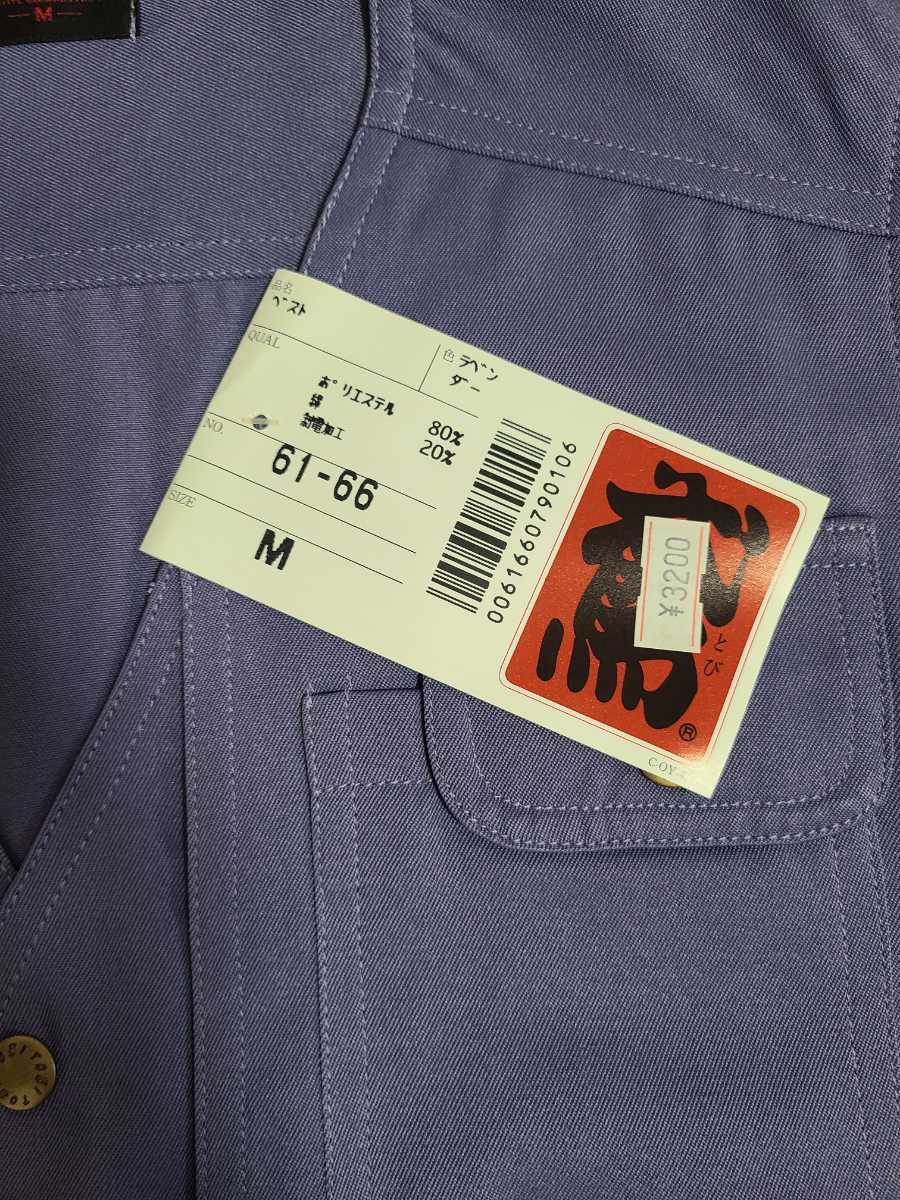 M
品名
ベスト
QUAL
色 ラベン
ダー
ポリエステル 80%
綿 20%
制電加工
NO.
61-66
SIZE
M
0061660790106
鳶
¥3200
とび
®